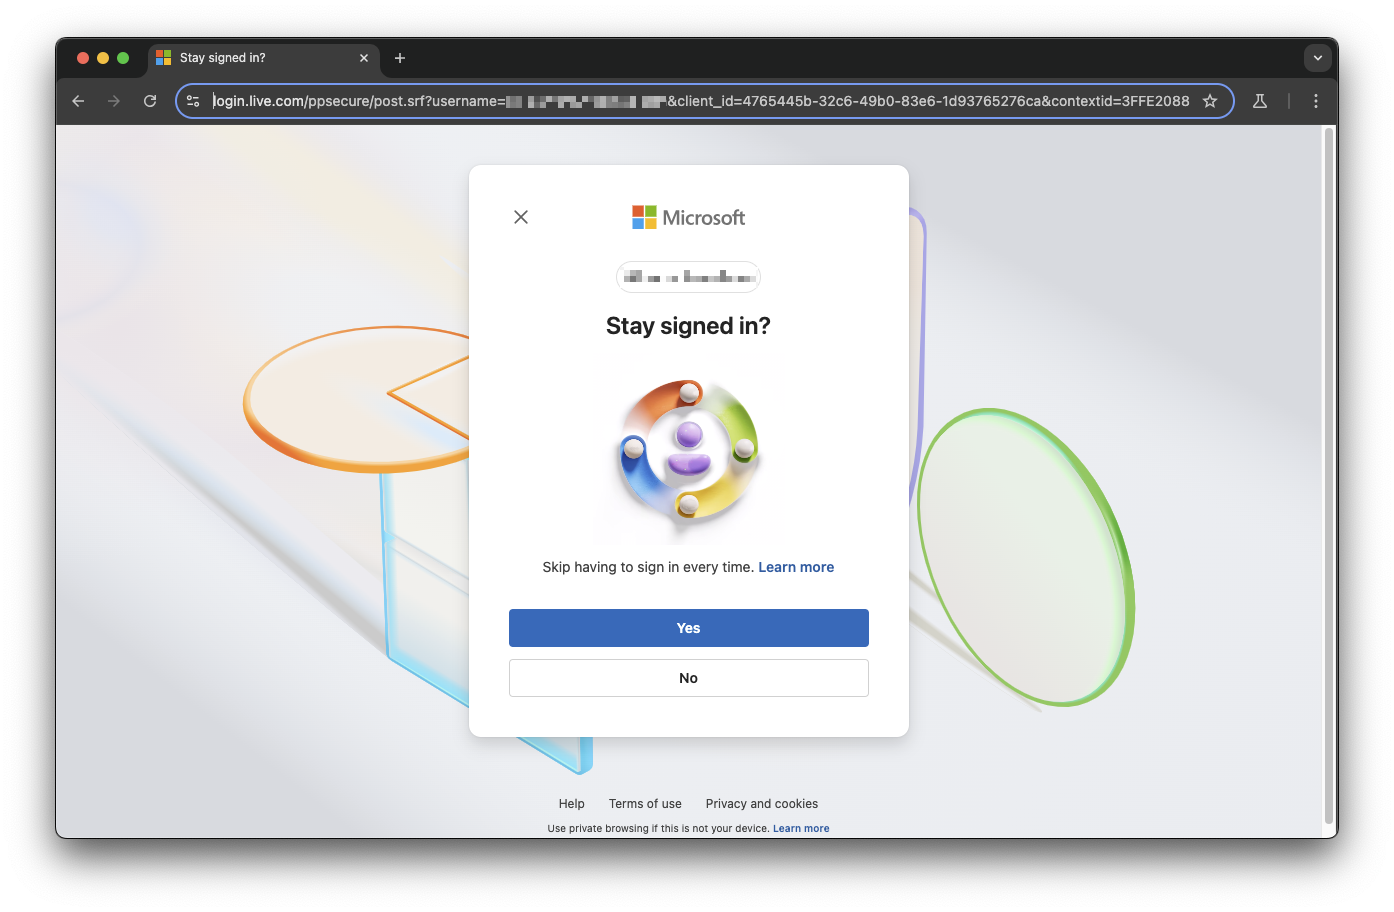 Stay signed in?
login.live.com/ppsecure/post.srf?username= &client_id=4765445b-32c6-49b0-83e6-1d93765276ca&contextid=3FFE2088
Microsoft
Stay signed in?
Skip having to sign in every time. Learn more
Yes
No
Help Terms of use Privacy and cookies
Use private browsing if this is not your device. Learn more